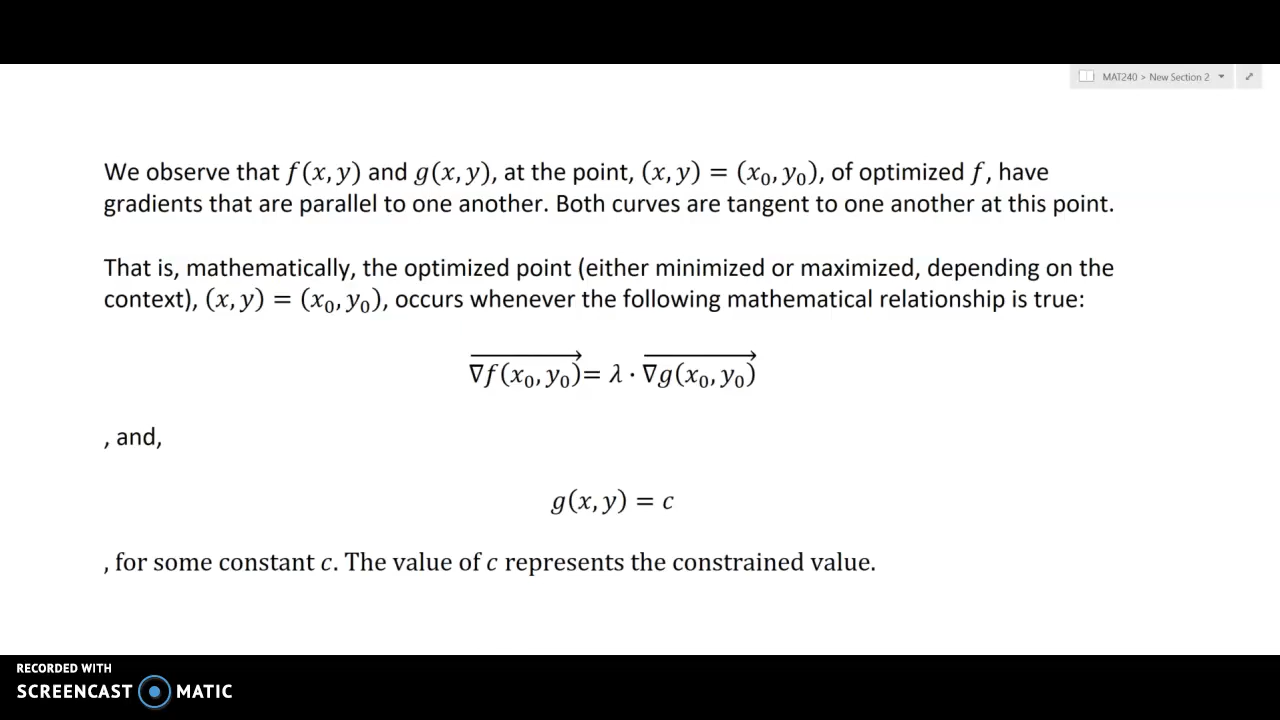 MAT240 > New Section 2
We observe that f(x, y) and g(x, y), at the point, (x, y) = (x₀, y₀), of optimized f, have
gradients that are parallel to one another. Both curves are tangent to one another at this point.
That is, mathematically, the optimized point (either minimized or maximized, depending on the
context), (x, y) = (x₀, y₀), occurs whenever the following mathematical relationship is true:
∇f(x₀, y₀) = λ · ∇g(x₀, y₀)
, and,
g(x, y) = c
, for some constant c. The value of c represents the constrained value.
RECORDED WITH
SCREENCAST MATIC